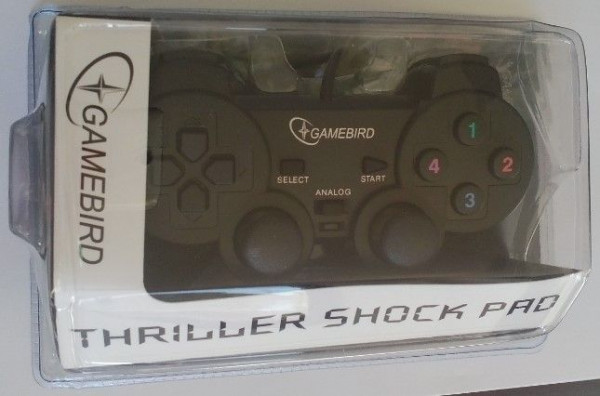 GAMEBIRD
GAMEBIRD
SELECT
START
ANALOG
1
4
2
3
THRILLER SHOCK PAD